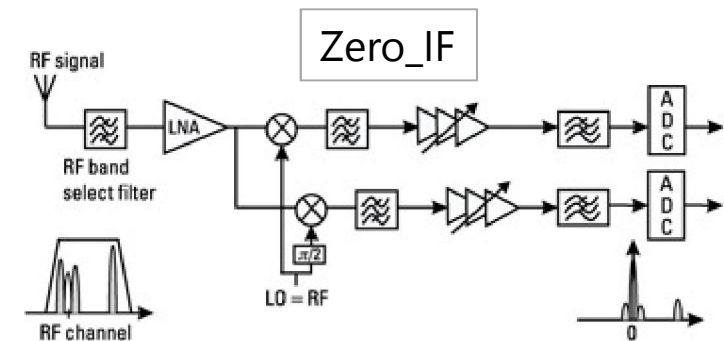 Zero_IF
RF signal
LNA
RF band
select filter
A
D
C
A
D
C
π/2
LO = RF
RF channel
0